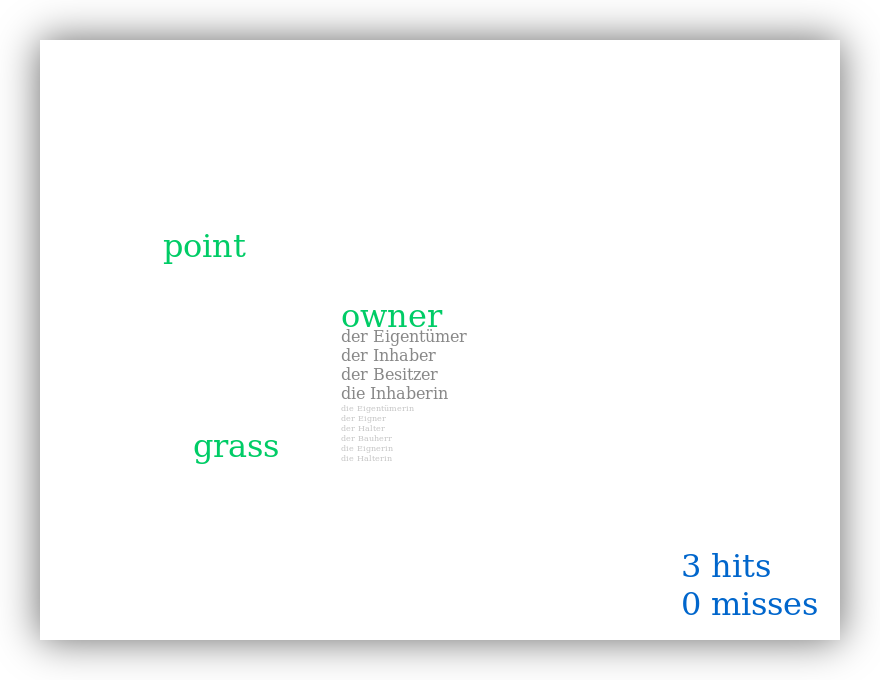 point
owner
der Eigentümer
der Inhaber
der Besitzer
die Inhaberin
die Eigentümerin
der Eigner
der Halter
der Bauherr
die Eignerin
die Halterin
grass
3 hits
0 misses